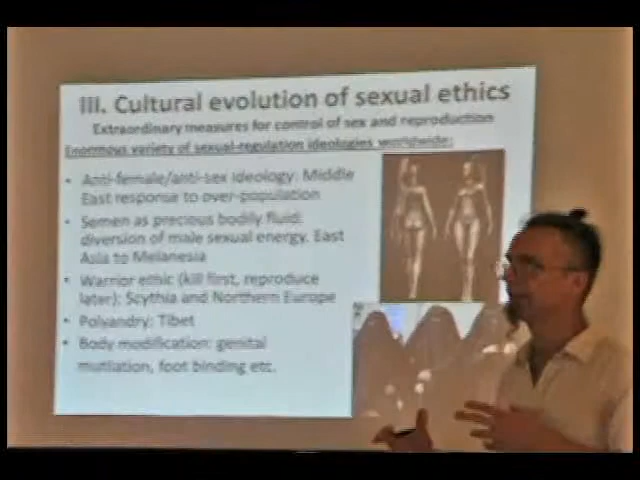 III. Cultural evolution of sexual ethics
Extraordinary measures for control of sex and reproduction
Enormous variety of sexual-regulation ideologies worldwide:
• Anti-female/anti-sex ideology: Middle
East response to over-population
• Semen as precious bodily fluid:
diversion of male sexual energy. East
Asia to Melanesia
• Warrior ethic (kill first, reproduce
later): Scythia and Northern Europe
• Polyandry: Tibet
• Body modification: genital
mutilation, foot binding etc.